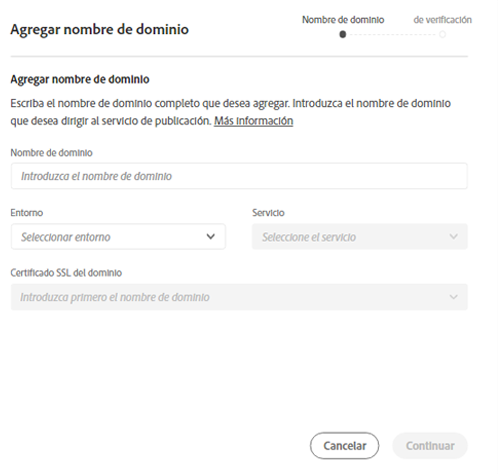 Agregar nombre de dominio
Nombre de dominio
de verificación
Agregar nombre de dominio
Escriba el nombre de dominio completo que desea agregar. Introduzca el nombre de dominio
que desea dirigir al servicio de publicación. Más información
Nombre de dominio
Introduzca el nombre de dominio
Entorno
Servicio
Seleccionar entorno
Seleccione el servicio
Certificado SSL del dominio
Introduzca primero el nombre de dominio
Cancelar
Continuar